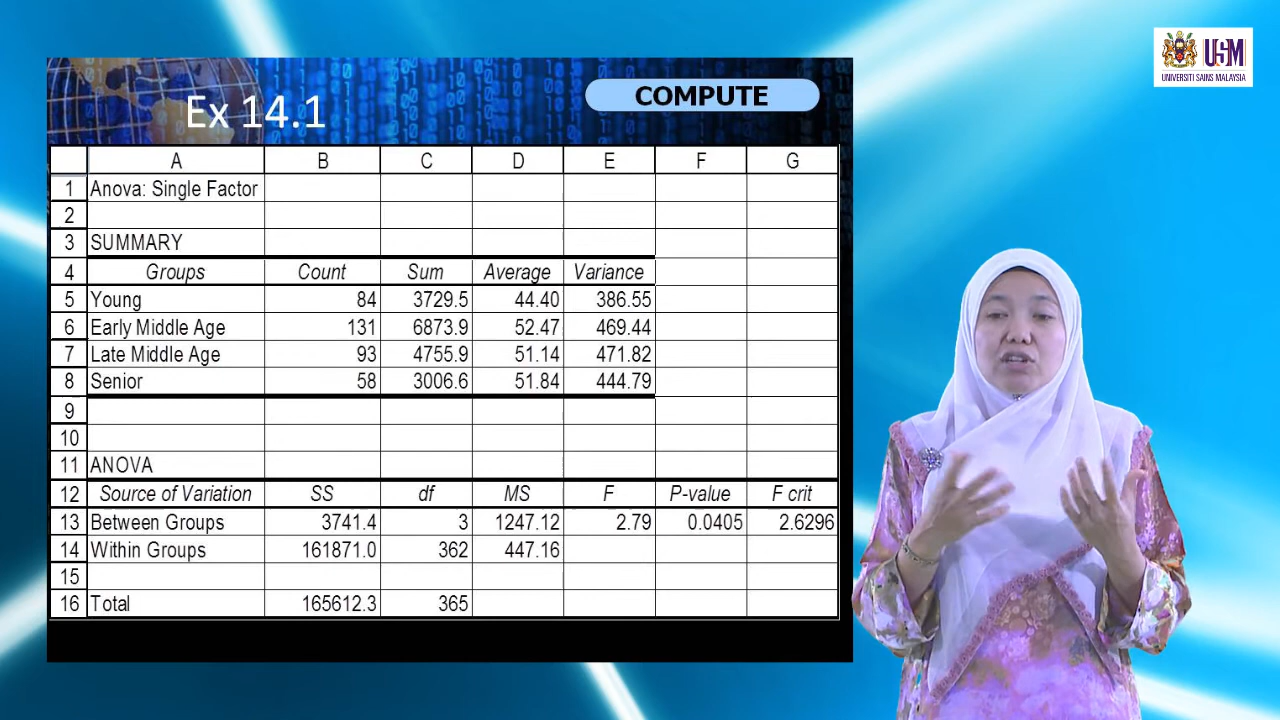 USM
UNIVERSITI SAINS MALAYSIA
COMPUTE
Ex 14.1
A B C D E F G
1 Anova: Single Factor
2
3 SUMMARY
4 Groups Count Sum Average Variance
5 Young 84 3729.5 44.40 386.55
6 Early Middle Age 131 6873.9 52.47 469.44
7 Late Middle Age 93 4755.9 51.14 471.82
8 Senior 58 3006.6 51.84 444.79
9
10
11 ANOVA
12 Source of Variation SS df MS F P-value F crit
13 Between Groups 3741.4 3 1247.12 2.79 0.0405 2.6296
14 Within Groups 161871.0 362 447.16
15
16 Total 165612.3 365